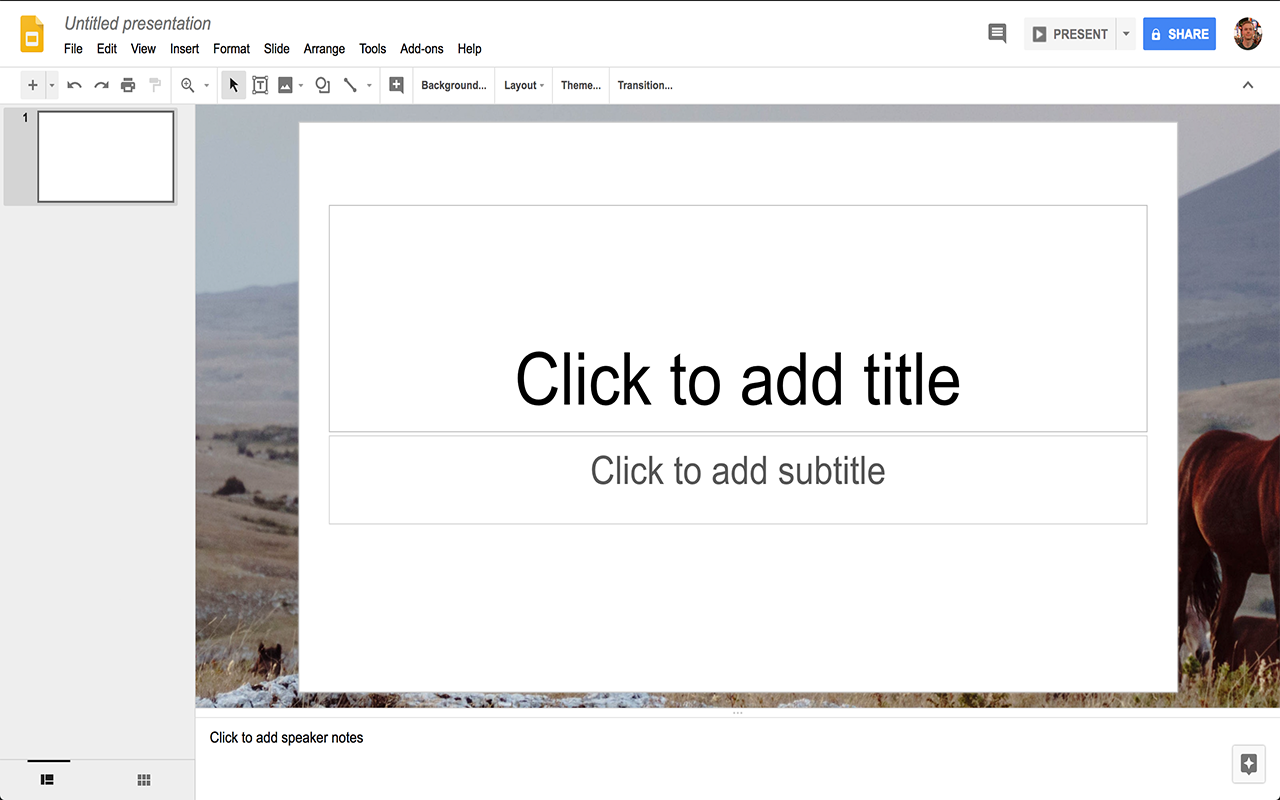 Untitled presentation
File Edit View Insert Format Slide Arrange Tools Add-ons Help
PRESENT
SHARE
Background... Layout Theme... Transition...
1
Click to add title
Click to add subtitle
Click to add speaker notes